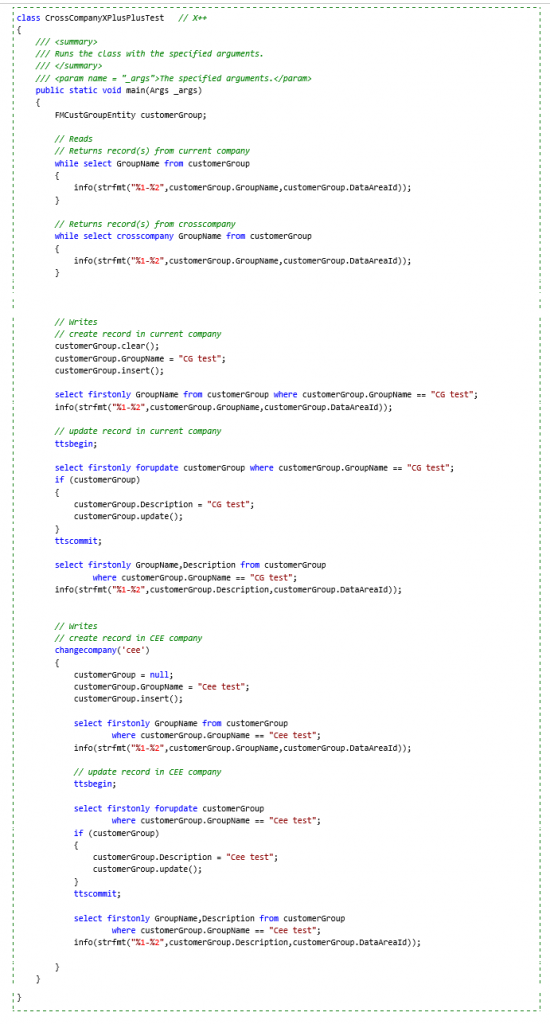 class CrossCompanyXPlusPlusTest   // X++
{
    /// <summary>
    /// Runs the class with the specified arguments.
    /// </summary>
    /// <param name = "_args">The specified arguments.</param>
    public static void main(Args _args)
    {
        FMCustGroupEntity customerGroup;

        // Reads
        // Returns record(s) from current company
        while select GroupName from customerGroup
        {
            info(strfmt("%1-%2",customerGroup.GroupName,customerGroup.DataAreaId));
        }

        // Returns record(s) from crosscompany
        while select crosscompany GroupName from customerGroup
        {
            info(strfmt("%1-%2",customerGroup.GroupName,customerGroup.DataAreaId));
        }

        // Writes
        // create record in current company
        customerGroup.clear();
        customerGroup.GroupName = "CG test";
        customerGroup.insert();

        select firstonly GroupName from customerGroup where customerGroup.GroupName == "CG test";
        info(strfmt("%1-%2",customerGroup.GroupName,customerGroup.DataAreaId));

        // update record in current company
        ttsbegin;

        select firstonly forupdate customerGroup where customerGroup.GroupName == "CG test";
        if (customerGroup)
        {
            customerGroup.Description = "CG test";
            customerGroup.update();
        }
        ttscommit;

        select firstonly GroupName,Description from customerGroup
                where customerGroup.GroupName == "CG test";
        info(strfmt("%1-%2",customerGroup.Description,customerGroup.DataAreaId));

        // Writes
        // create record in CEE company
        changecompany('cee')
        {
            customerGroup = null;
            customerGroup.GroupName = "Cee test";
            customerGroup.insert();

            select firstonly GroupName from customerGroup
                    where customerGroup.GroupName == "Cee test";
            info(strfmt("%1-%2",customerGroup.GroupName,customerGroup.DataAreaId));

            // update record in CEE company
            ttsbegin;

            select firstonly forupdate customerGroup
                    where customerGroup.GroupName == "Cee test";
            if (customerGroup)
            {
                customerGroup.Description = "Cee test";
                customerGroup.update();
            }
            ttscommit;

            select firstonly GroupName,Description from customerGroup
                    where customerGroup.GroupName == "Cee test";
            info(strfmt("%1-%2",customerGroup.Description,customerGroup.DataAreaId));

        }
    }
}